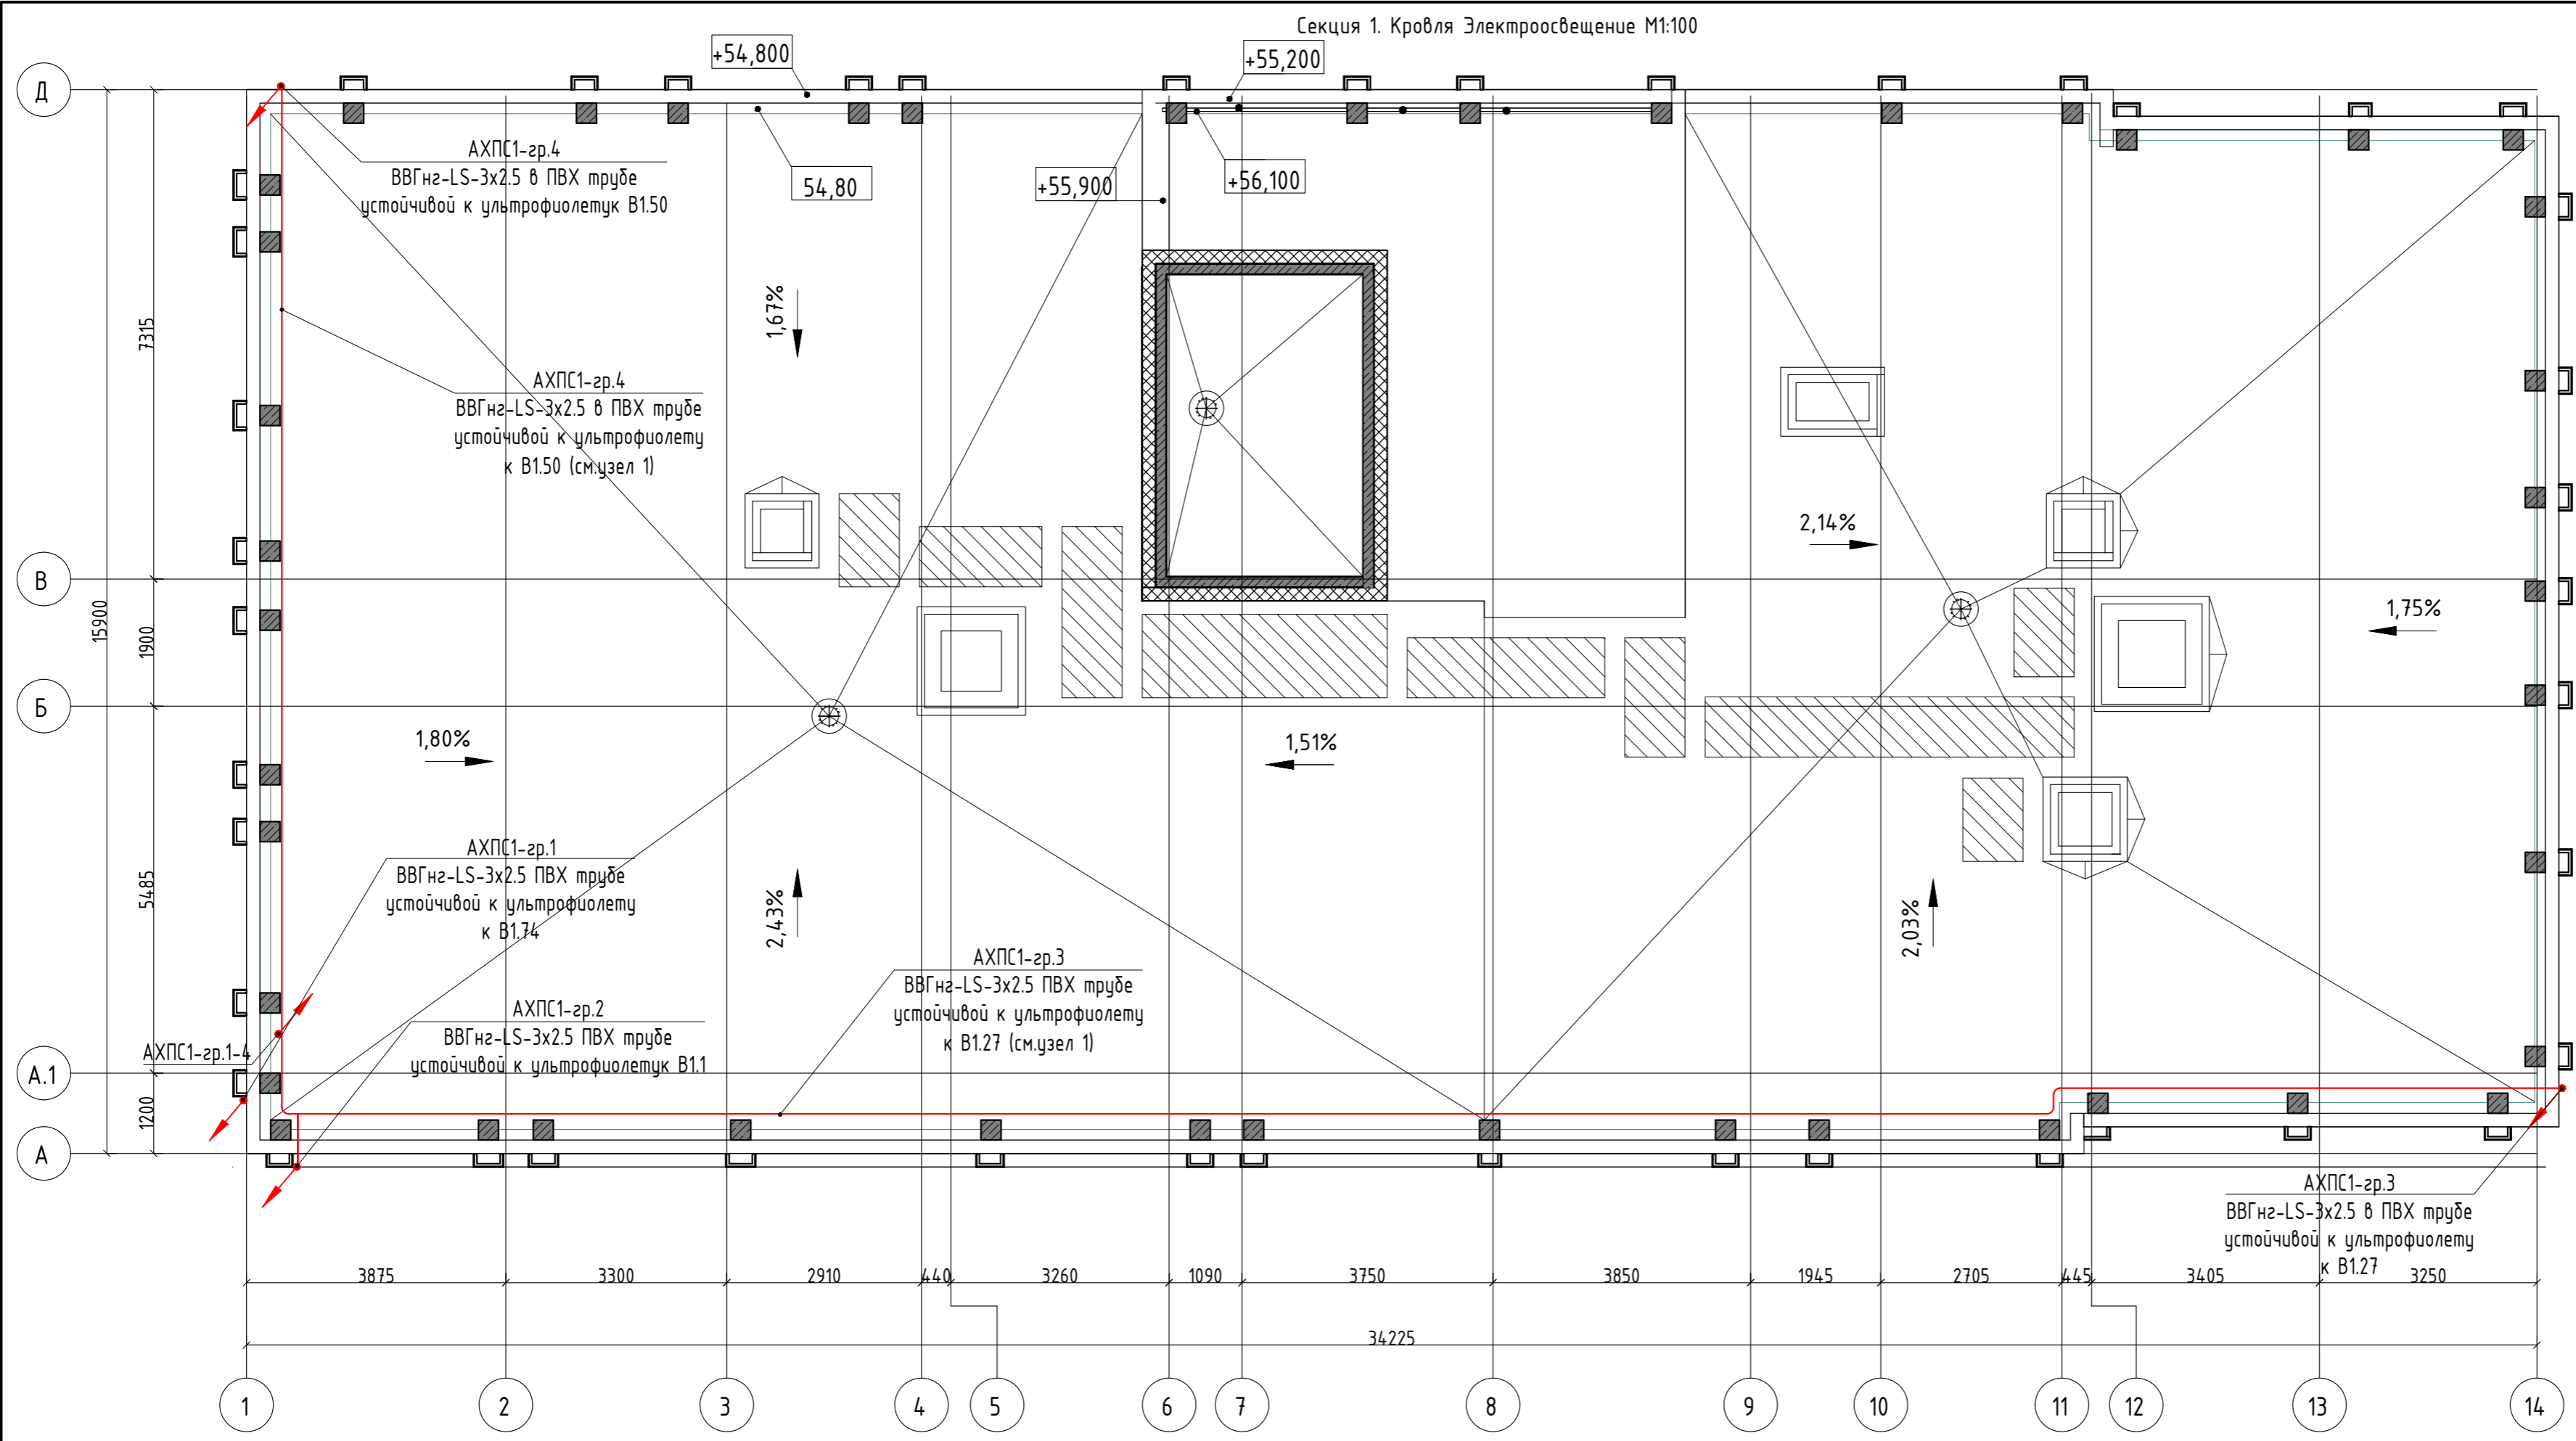 Секция 1. Кровля Электроосвещение М1:100
+54,800
+55,200
Д
АХПС1-гр.4
ВВГнг-LS-3х2.5 в ПВХ трубе
устойчивой к ультрофиолетук В1.50
54,80
+55,900
+56,100
1,67%
7315
АХПС1-гр.4
ВВГнг-LS-3х2.5 в ПВХ трубе
устойчивой к ультрофиолету
к В1.50 (см.узел 1)
2,14%
В
15900
1900
1,75%
Б
1,80%
1,51%
5485
АХПС1-гр.1
ВВГнг-LS-3х2.5 ПВХ трубе
устойчивой к ультрофиолету
к В1.74
2,43%
2,03%
АХПС1-гр.3
ВВГнг-LS-3х2.5 ПВХ трубе
устойчивой к ультрофиолету
к В1.27 (см.узел 1)
АХПС1-гр.2
ВВГнг-LS-3х2.5 ПВХ трубе
устойчивой к ультрофиолетук В1.1
АХПС1-гр.1-4
А.1
1200
А
АХПС1-гр.3
ВВГнг-LS-3х2.5 в ПВХ трубе
устойчивой к ультрофиолету
к В1.27
3875 3300 2910 440 3260 1090 3750 3850 1945 2705 445 3405 3250
34225
1 2 3 4 5 6 7 8 9 10 11 12 13 14